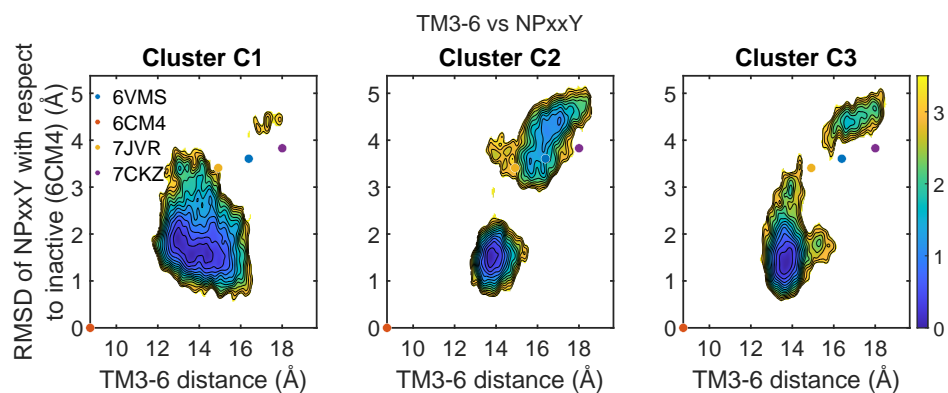 TM3-6 vs NPxxY
Cluster C1
Cluster C2
Cluster C3
RMSD of NPxxY with respect
to inactive (6CM4) (Å)
5
4
3
2
1
0
6VMS
6CM4
7JVR
7CKZ
10 12 14 16 18
TM3-6 distance (Å)
5
4
3
2
1
0
10 12 14 16 18
TM3-6 distance (Å)
5
4
3
2
1
0
10 12 14 16 18
TM3-6 distance (Å)
3
2
1
0